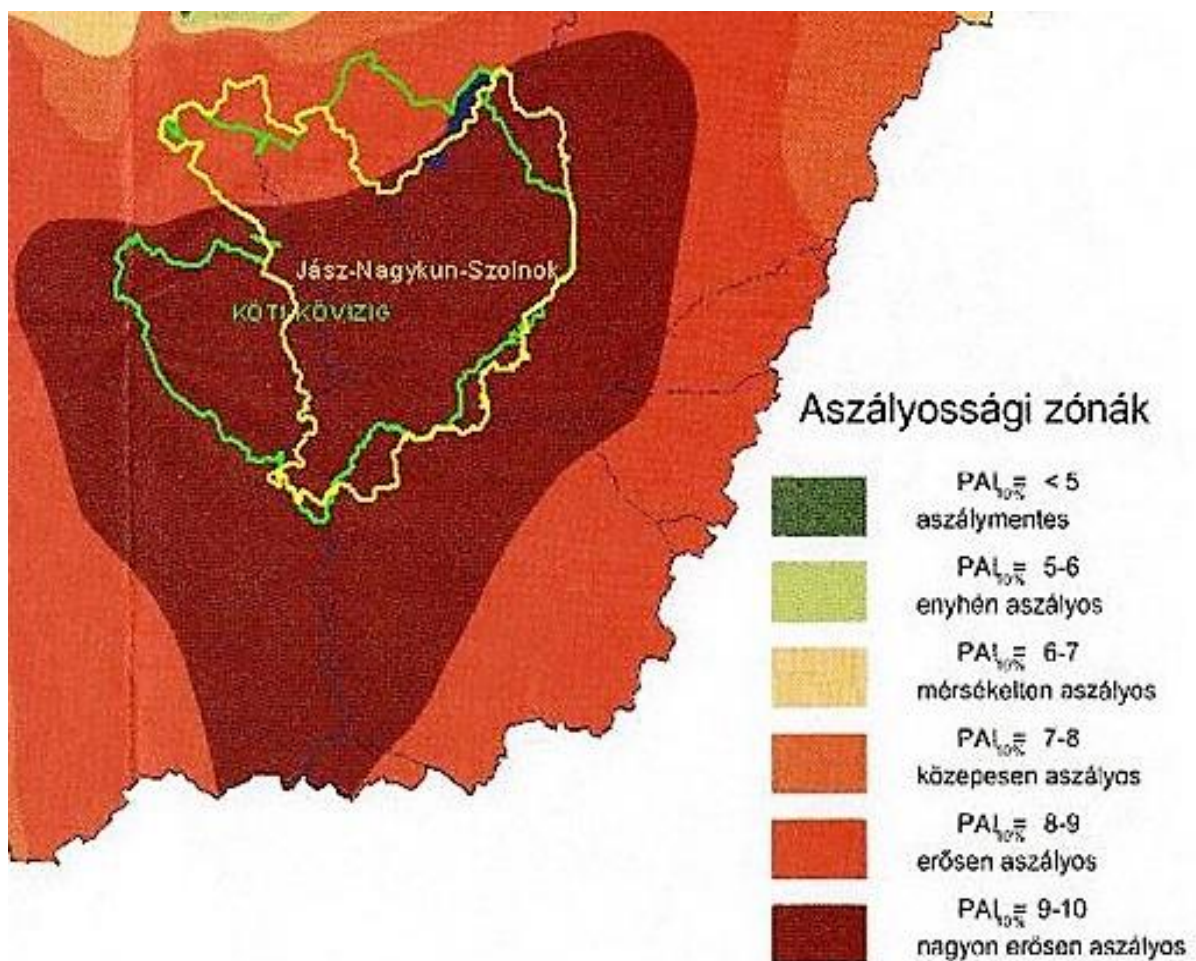 Jász-Nagykun-Szolnok
KÖTI KÖVIZIG
Aszályossági zónák
PAI10%= < 5
aszálymentes
PAI10%= 5-6
enyhén aszályos
PAI10%= 6-7
mérsékelten aszályos
PAI10%= 7-8
közepesen aszályos
PAI10%= 8-9
erősen aszályos
PAI10%= 9-10
nagyon erősen aszályos